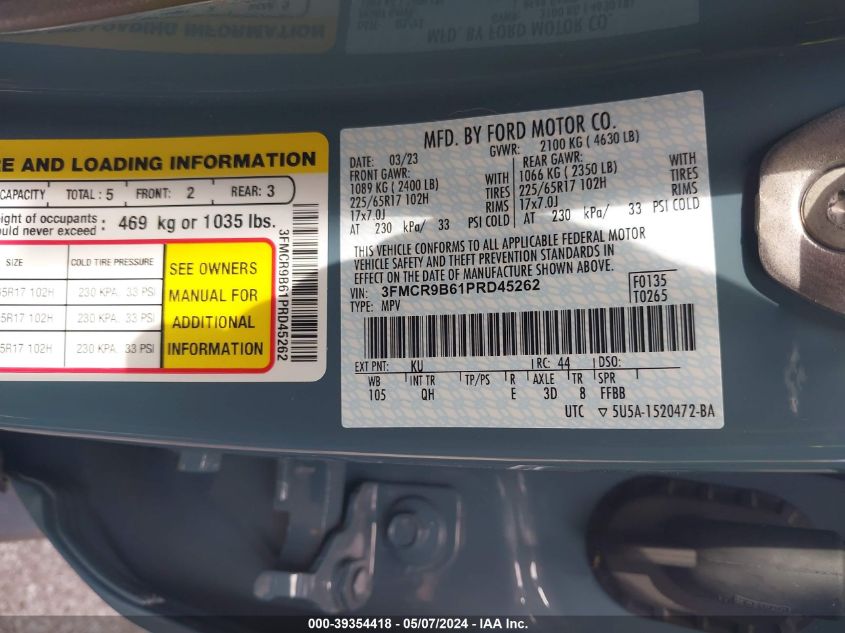 RE AND LOADING INFORMATION
CAPACITY TOTAL : 5 FRONT: 2 REAR: 3
ight of occupants
ould never exceed : 469 kg or 1035 lbs.
SIZE COLD TIRE PRESSURE
5R17 102H 230 KPA, 33 PSI
5R17 102H 230 KPA, 33 PSI
5R17 102H 230 KPA, 33 PSI
SEE OWNERS
MANUAL FOR
ADDITIONAL
INFORMATION
3FMCR9B61PRD45262
MFD. BY FORD MOTOR CO.
DATE: 03/23 GVWR: 2100 KG ( 4630 LB)
FRONT GAWR: WITH REAR GAWR: WITH
1089 KG ( 2400 LB) TIRES 1066 KG ( 2350 LB) TIRES
225/65R17 102H RIMS 225/65R17 102H RIMS
17x7.0J 17x7.0J
AT 230 kPa/ 33 PSI COLD AT 230 kPa/ 33 PSI COLD
THIS VEHICLE CONFORMS TO ALL APPLICABLE FEDERAL MOTOR
VEHICLE SAFETY AND THEFT PREVENTION STANDARDS IN
EFFECT ON THE DATE OF MANUFACTURE SHOWN ABOVE.
VIN: 3FMCR9B61PRD45262 F0135
TYPE: MPV T0265
EXT PNT: KU RC: 44 DSO:
WB INT TR TP/PS R AXLE TR SPR
105 QH E 3D 8 FFBB
UTC ▽ 5U5A-1520472-BA
000-39354418 - 05/07/2024 - IAA Inc.